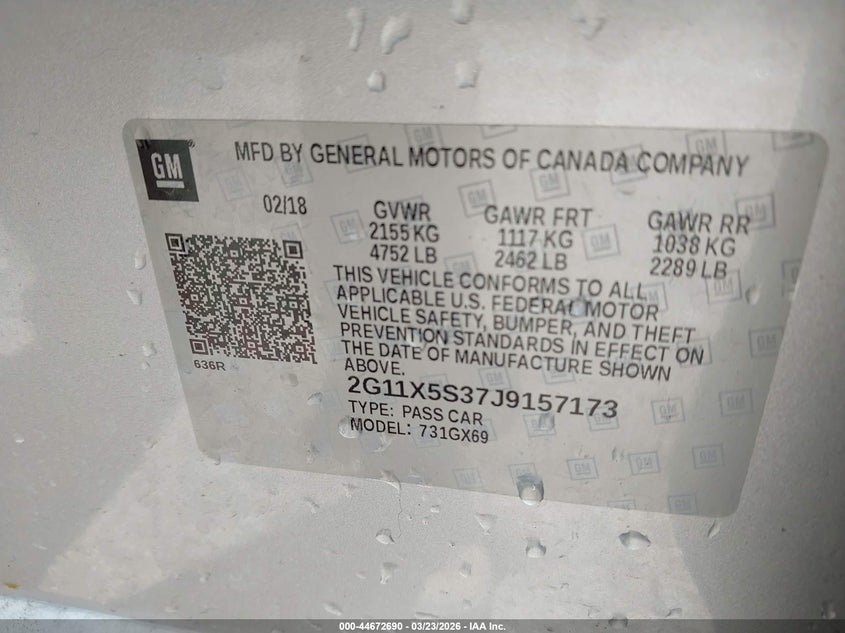 GM
MFD BY GENERAL MOTORS OF CANADA COMPANY
02/18
GVWR
2155 KG
4752 LB
GAWR FRT
1117 KG
2462 LB
GAWR RR
1038 KG
2289 LB
THIS VEHICLE CONFORMS TO ALL
APPLICABLE U.S. FEDERAL MOTOR
VEHICLE SAFETY, BUMPER, AND THEFT
PREVENTION STANDARDS IN EFFECT ON
THE DATE OF MANUFACTURE SHOWN
ABOVE.
636R
2G11X5S37J9157173
TYPE: PASS CAR
MODEL: 731GX69
000-44672690 - 03/23/2026 - IAA Inc.